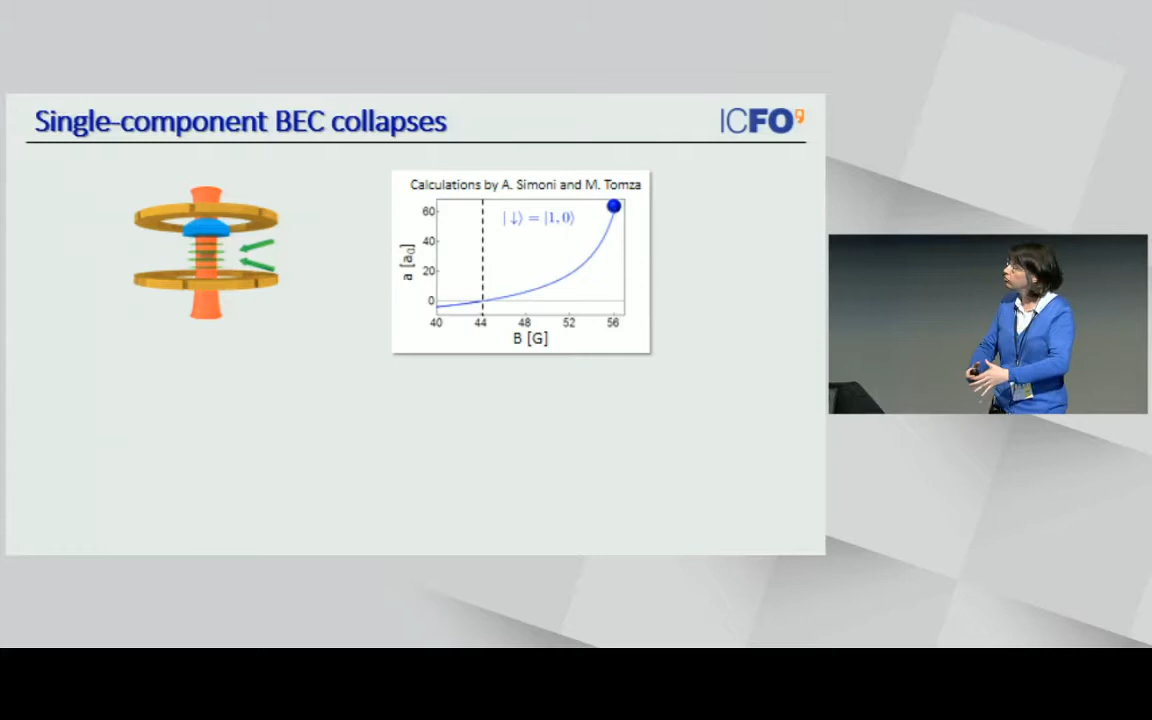 Single-component BEC collapses
ICFO
Calculations by A. Simoni and M. Tomza
|↓⟩ = |1, 0⟩
60
40
20
0
a [a₀]
40 44 48 52 56
B [G]